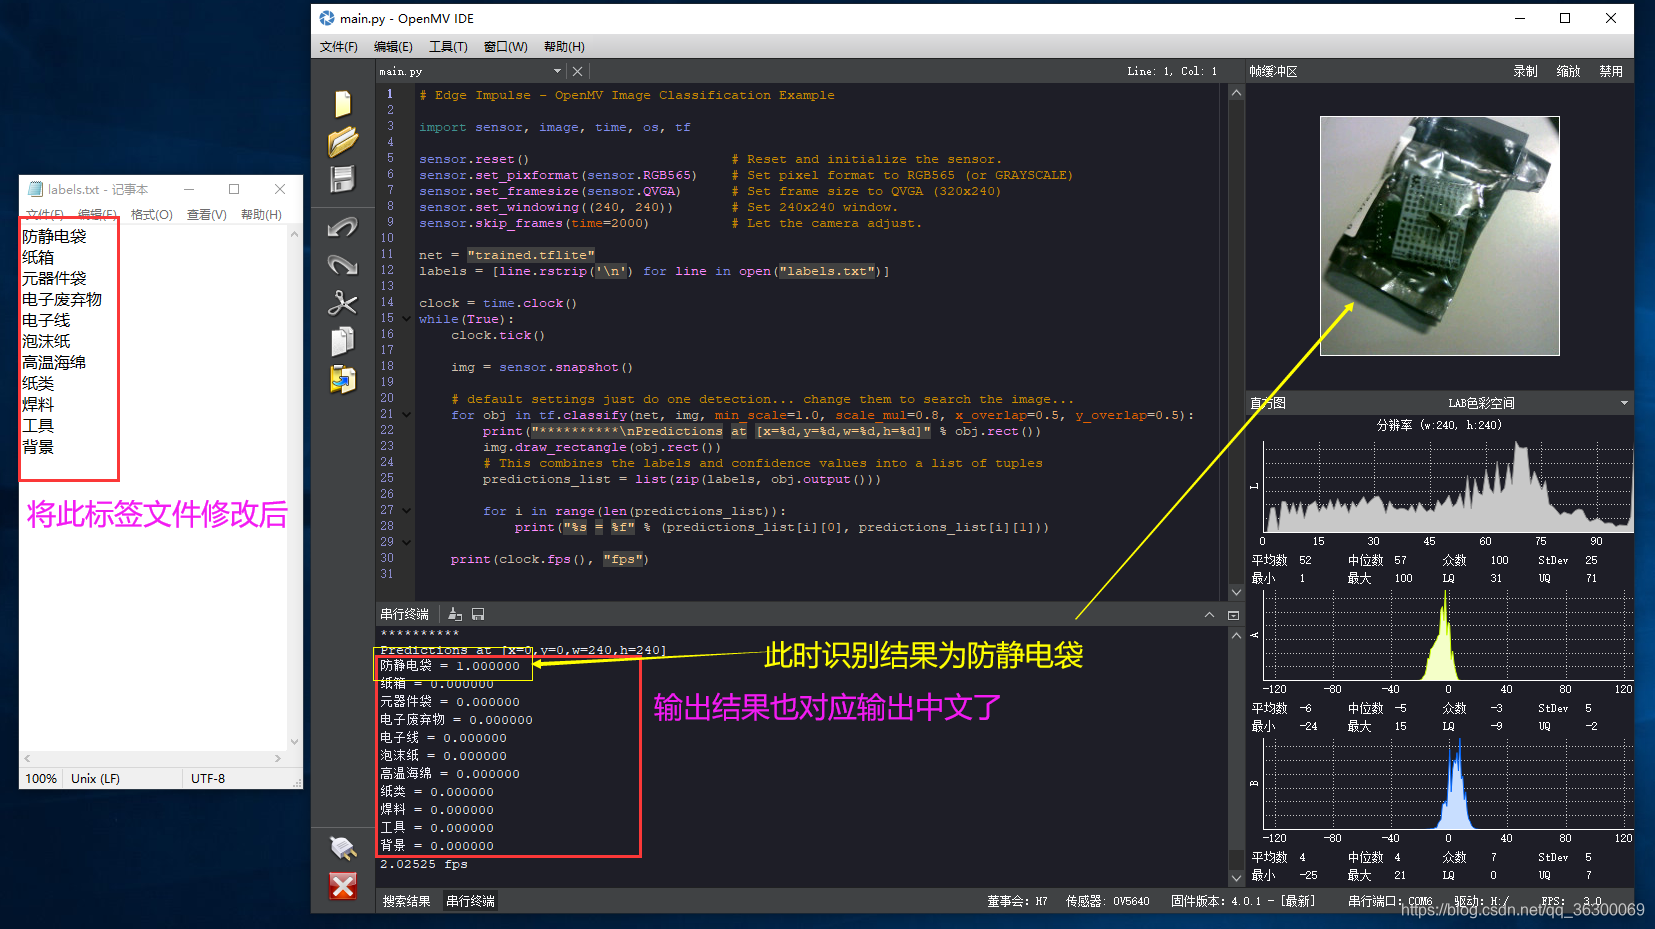 main.py - OpenMV IDE
文件(F) 编辑(E) 工具(T) 窗口(W) 帮助(H)
main.py
Line: 1, Col: 1
1 # Edge Impulse - OpenMV Image Classification Example
2
3 import sensor, image, time, os, tf
4
5 sensor.reset() # Reset and initialize the sensor.
6 sensor.set_pixformat(sensor.RGB565) # Set pixel format to RGB565 (or GRAYSCALE)
7 sensor.set_framesize(sensor.QVGA) # Set frame size to QVGA (320x240)
8 sensor.set_windowing((240, 240)) # Set 240x240 window.
9 sensor.skip_frames(time=2000) # Let the camera adjust.
10
11 net = "trained.tflite"
12 labels = [line.rstrip('\n') for line in open("labels.txt")]
13
14 clock = time.clock()
15 while(True):
16 clock.tick()
17
18 img = sensor.snapshot()
19
20 # default settings just do one detection... change them to search the image...
21 for obj in tf.classify(net, img, min_scale=1.0, scale_mul=0.8, x_overlap=0.5, y_overlap=0.5):
22 print("**********\nPredictions at [x=%d,y=%d,w=%d,h=%d]" % obj.rect())
23 img.draw_rectangle(obj.rect())
24 # This combines the labels and confidence values into a list of tuples
25 predictions_list = list(zip(labels, obj.output()))
26
27 for i in range(len(predictions_list)):
28 print("%s = %f" % (predictions_list[i][0], predictions_list[i][1]))
29
30 print(clock.fps(), "fps")
31
labels.txt - 记事本
文件(F) 编辑(E) 格式(O) 查看(V) 帮助(H)
防静电袋
纸箱
元器件袋
电子废弃物
电子线
泡沫纸
高温海绵
纸类
焊料
工具
背景
将此标签文件修改后
100% Unix (LF) UTF-8
串行终端
**********
Predictions at [x=0,y=0,w=240,h=240]
防静电袋 = 1.000000
纸箱 = 0.000000
元器件袋 = 0.000000
电子废弃物 = 0.000000
电子线 = 0.000000
泡沫纸 = 0.000000
高温海绵 = 0.000000
纸类 = 0.000000
焊料 = 0.000000
工具 = 0.000000
背景 = 0.000000
2.02525 fps
此时识别结果为防静电袋
输出结果也对应输出中文了
搜索结果 串行终端
帧缓冲区 录制 缩放 禁用
直方图 LAB色彩空间
分辨率 (w:240, h:240)
L
0 15 30 45 60 75 90
平均数 52 中位数 57 众数 100 StDev 25
最小 1 最大 100 LQ 31 UQ 71
A
-120 -80 -40 0 40 80 120
平均数 -6 中位数 -5 众数 -3 StDev 5
最小 -24 最大 15 LQ -9 UQ -2
B
-120 -80 -40 0 40 80 120
平均数 4 中位数 4 众数 7 StDev 5
最小 -25 最大 21 LQ 0 UQ 7
董事会: H7 传感器: OV5640 固件版本: 4.0.1 - [最新] 串行端口: COM6 驱动: H:/ FPS: 3.0
https://blog.csdn.net/qq_36300069